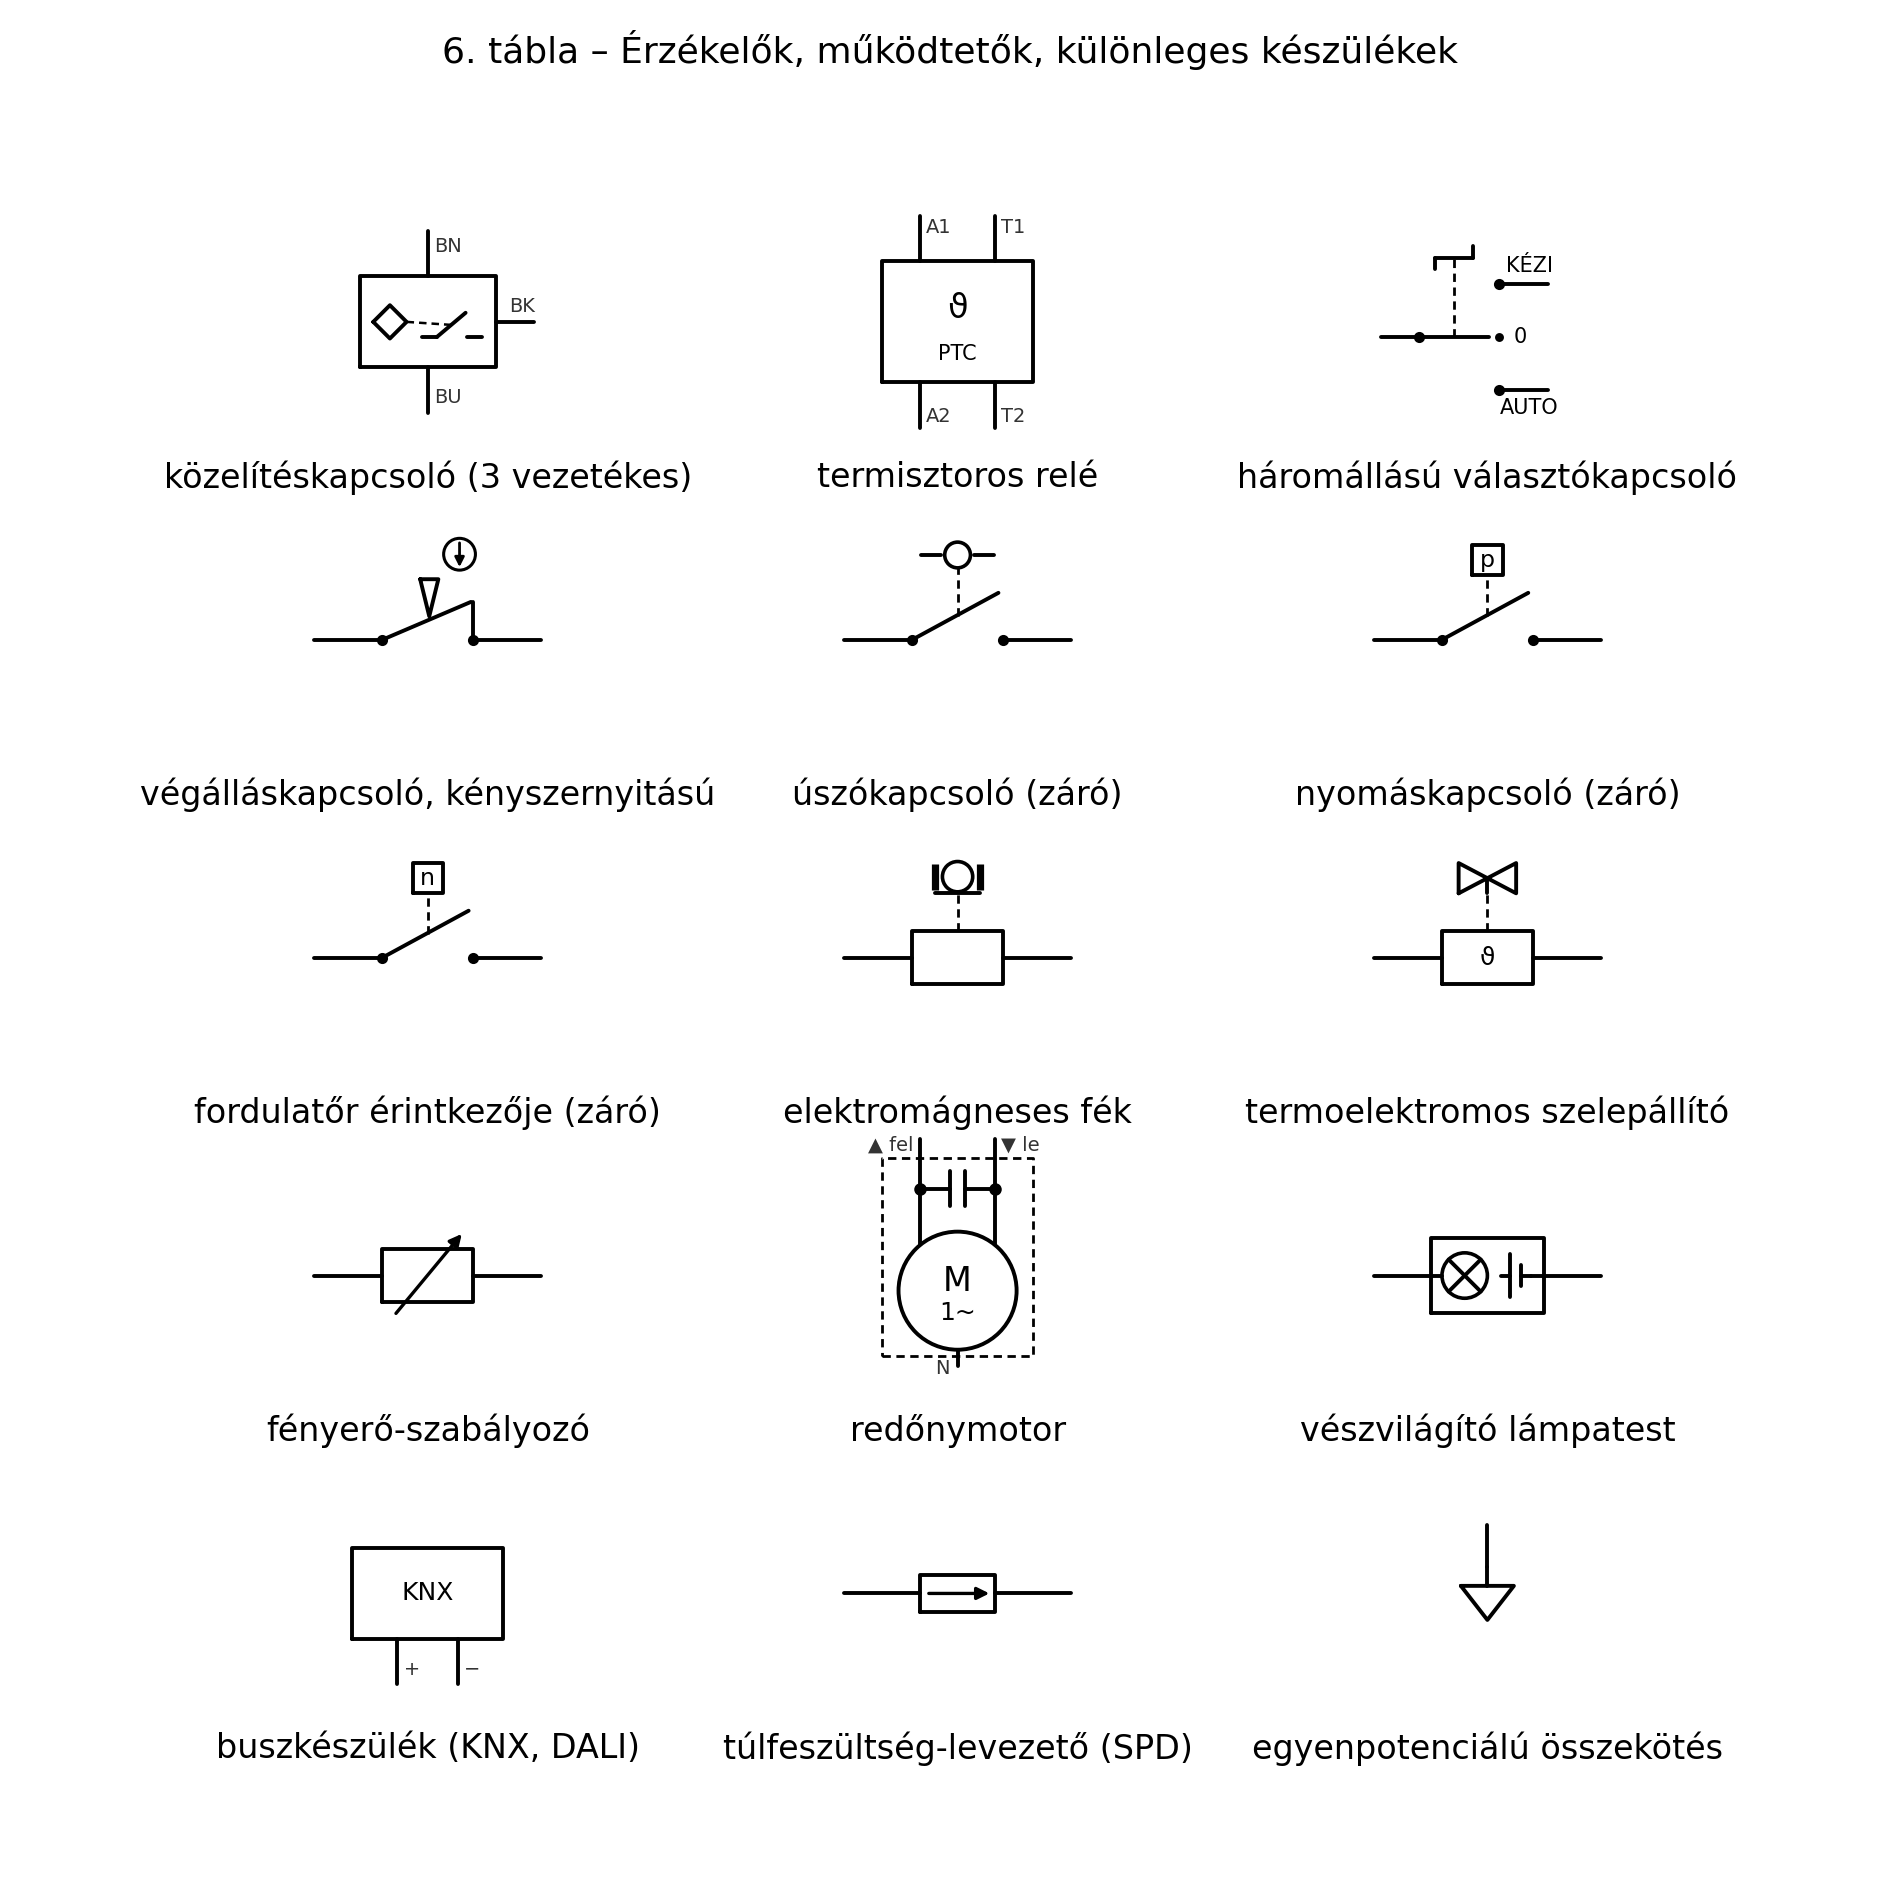 6. tábla – Érzékelők, működtetők, különleges készülékek
BN
BK
BU
közelítéskapcsoló (3 vezetékes)
A1 T1
ϑ
PTC
A2 T2
termisztoros relé
KÉZI
0
AUTO
háromállású választókapcsoló
végálláskapcsoló, kényszernyitású
úszókapcsoló (záró)
p
nyomáskapcsoló (záró)
n
fordulatőr érintkezője (záró)
elektromágneses fék
ϑ
termoelektromos szelepállító
fényerő-szabályozó
▲ fel ▼ le
M
1~
N
redőnymotor
vészvilágító lámpatest
KNX
+ −
buszkészülék (KNX, DALI)
túlfeszültség-levezető (SPD)
egyenpotenciálú összekötés